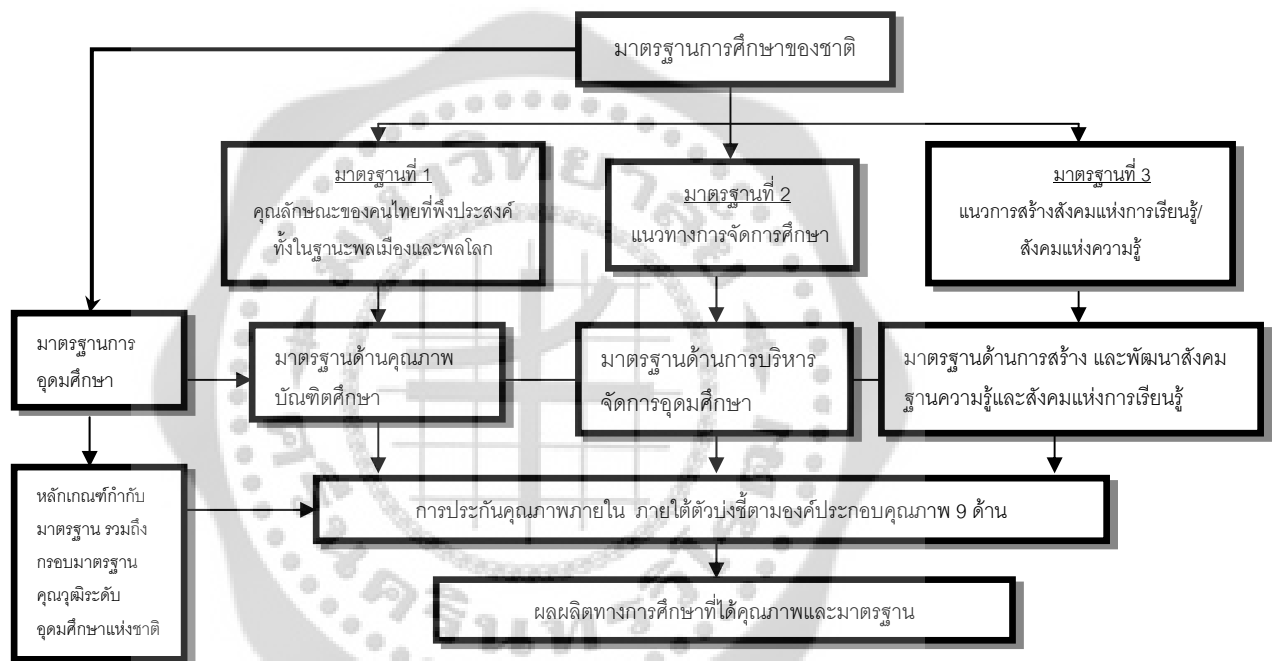 มาตรฐานการศึกษาของชาติ
มาตรฐานที่ 1
คุณลักษณะของคนไทยที่พึงประสงค์
ทั้งในฐานะพลเมืองและพลโลก
มาตรฐานที่ 2
แนวทางการจัดการศึกษา
มาตรฐานที่ 3
แนวการสร้างสังคมแห่งการเรียนรู้/
สังคมแห่งความรู้
มาตรฐานการ
อุดมศึกษา
มาตรฐานด้านคุณภาพ
บัณฑิตศึกษา
มาตรฐานด้านการบริหาร
จัดการอุดมศึกษา
มาตรฐานด้านการสร้าง และพัฒนาสังคม
ฐานความรู้และสังคมแห่งการเรียนรู้
หลักเกณฑ์กำกับ
มาตรฐาน รวมถึง
กรอบมาตรฐาน
คุณวุฒิระดับ
อุดมศึกษาแห่งชาติ
การประกันคุณภาพภายใน ภายใต้ตัวบ่งชี้ตามองค์ประกอบคุณภาพ 9 ด้าน
ผลผลิตทางการศึกษาที่ได้คุณภาพและมาตรฐาน
มหาวิทยาลัย
ศรีนครินทรวิโรฒ